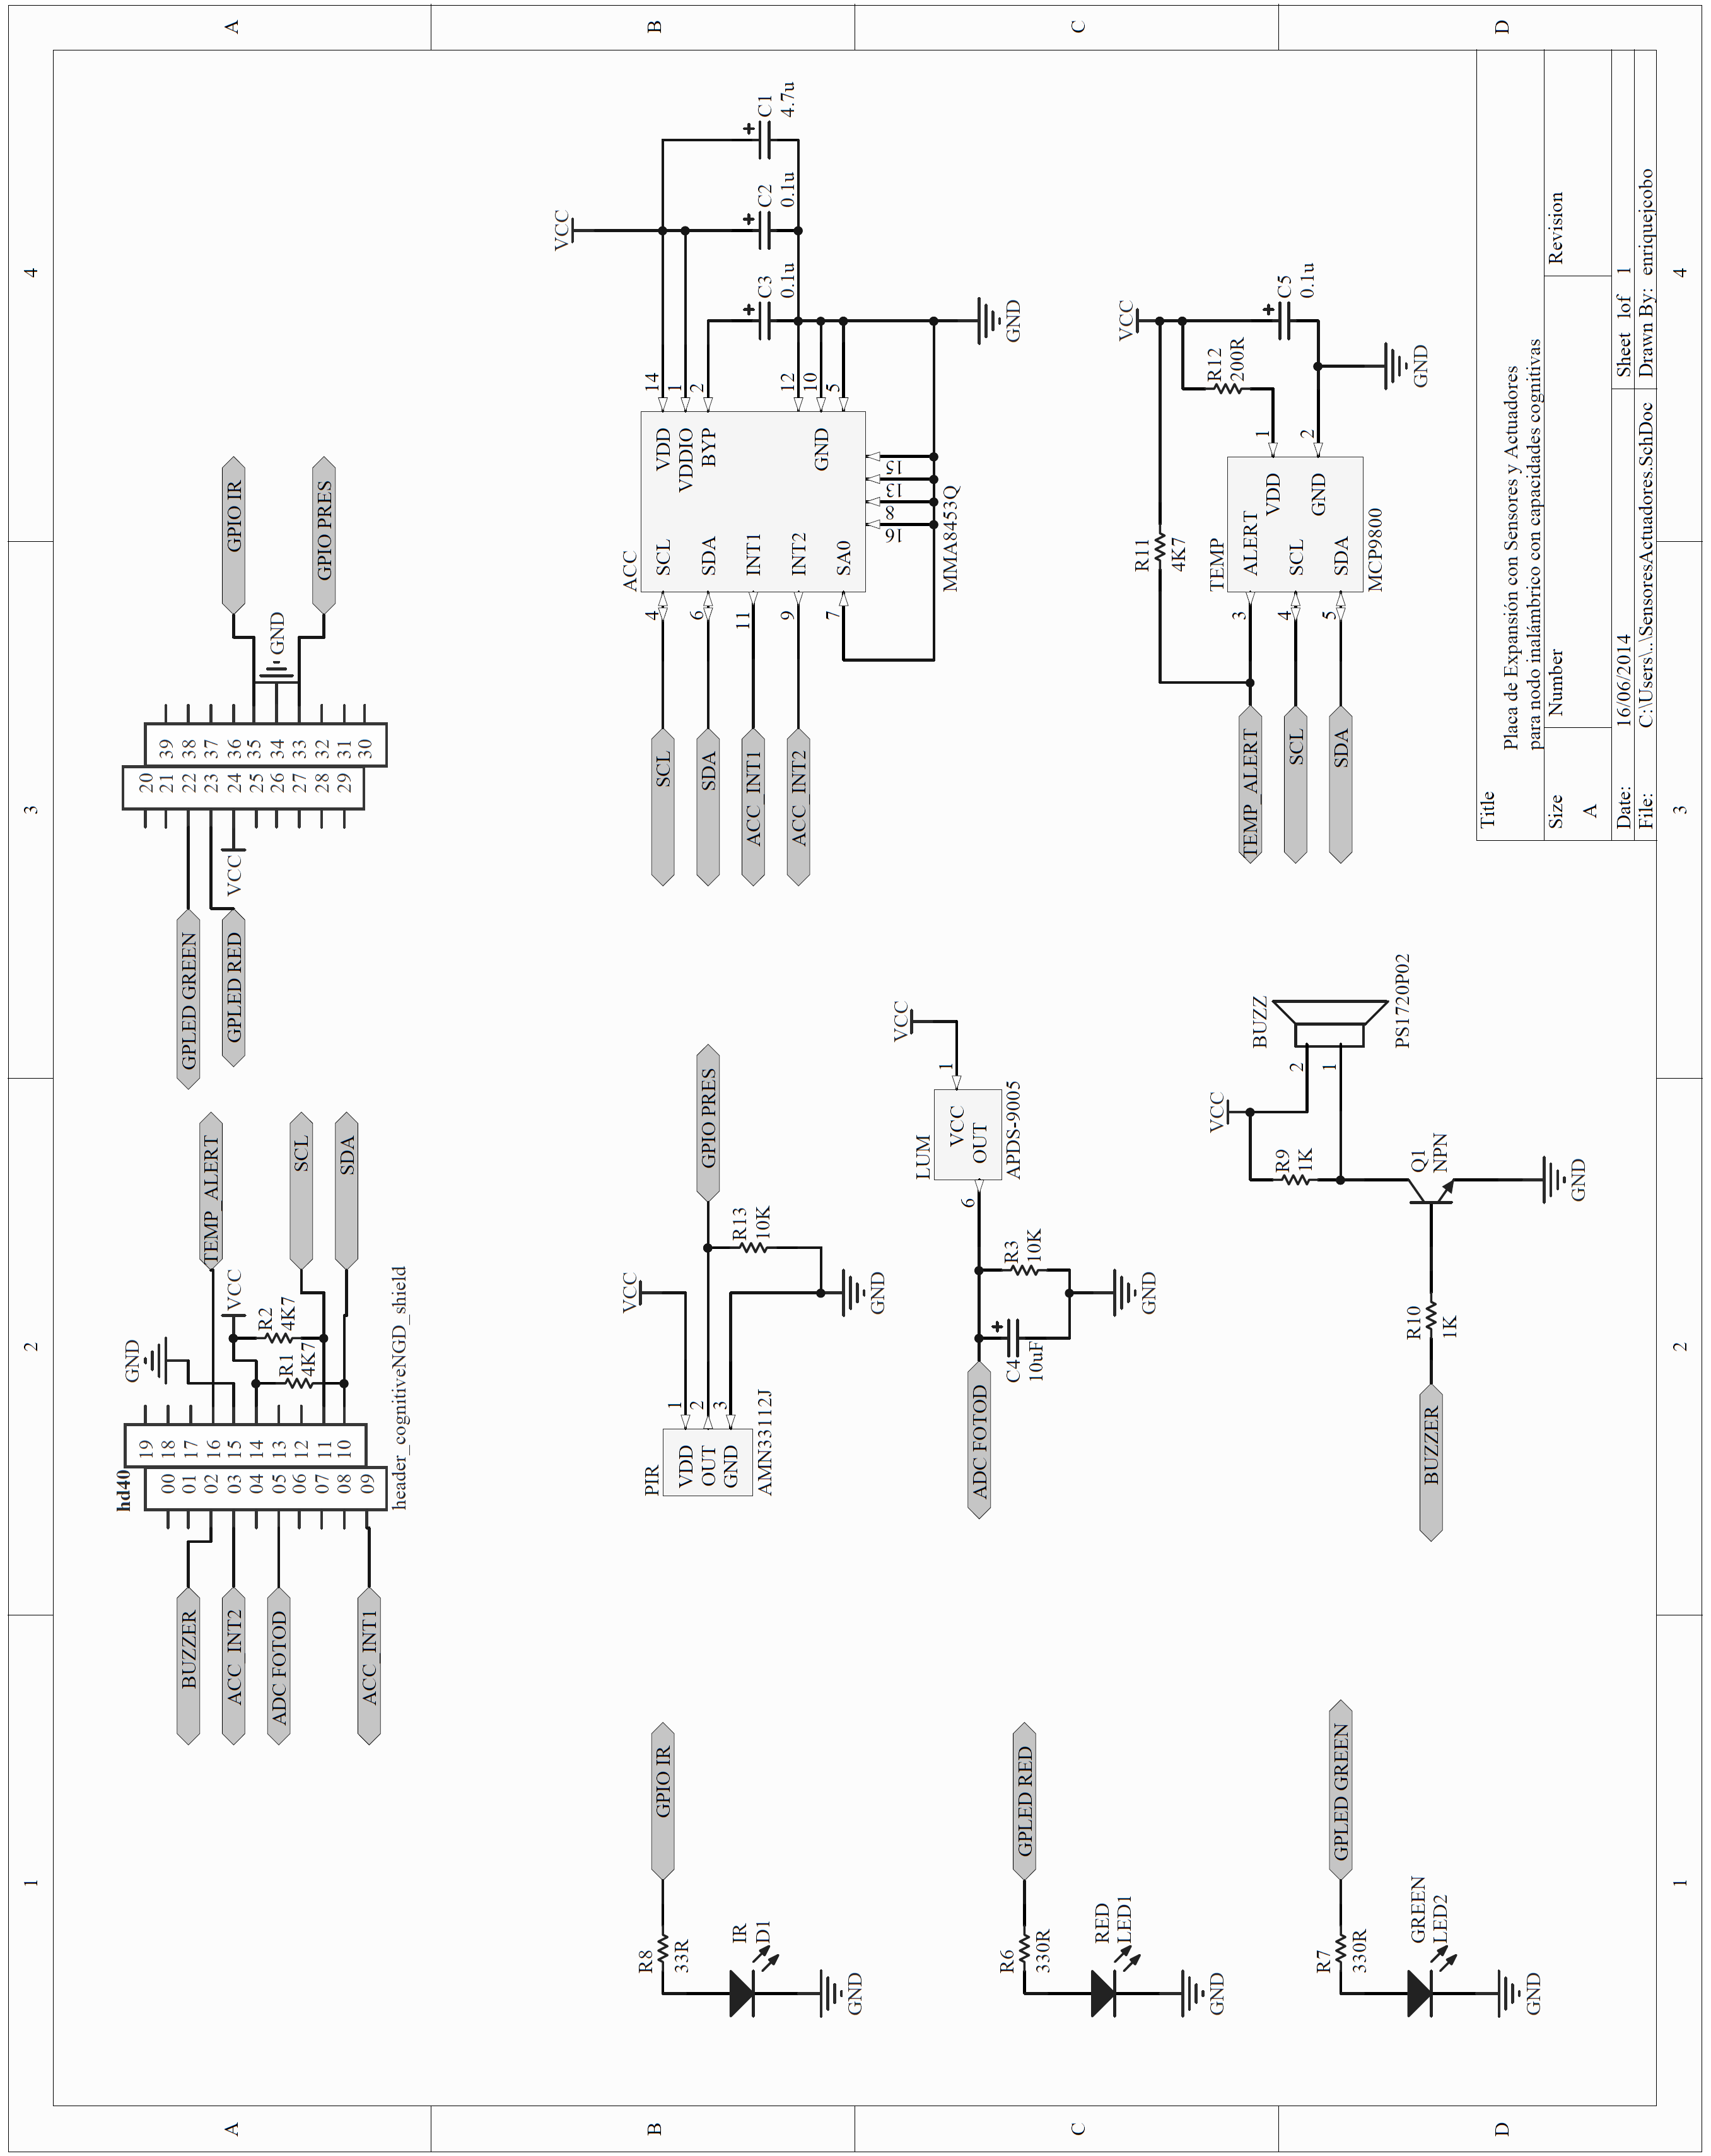 1
2
3
4
A
B
C
D
hd40
19
18
17
16
15
14
13
12
11
10
00
01
02
03
04
05
06
07
08
09
header_cognitiveNGD_shield
BUZZER
ACC_INT2
ADC FOTOD
ACC_INT1
GND
TEMP_ALERT
VCC
R1
4K7
R2
4K7
SCL
SDA
GPLED GREEN
GPLED RED
VCC
20
21
22
23
24
25
26
27
28
29
39
38
37
36
35
34
33
32
31
30
GPIO IR
GND
GPIO PRES
GPIO IR
R8
33R
IR
D1
GND
PIR
VDD
OUT
GND
1
2
3
AMN33112J
VCC
GPIO PRES
R13
10K
GND
SCL
SDA
ACC_INT1
ACC_INT2
ACC
4
6
11
9
7
SCL
SDA
INT1
INT2
SA0
VDD
VDDIO
BYP
GND
14
1
2
12
10
5
16
8
13
15
MMA8453Q
VCC
C3
0.1u
C2
0.1u
C1
4.7u
GND
GPLED RED
R6
330R
RED
LED1
GND
ADC FOTOD
C4
10uF
R3
10K
GND
LUM
6
VCC
OUT
1
APDS-9005
VCC
TEMP_ALERT
SCL
SDA
R11
4K7
TEMP
3
4
5
ALERT
SCL
SDA
VDD
GND
1
2
MCP9800
VCC
R12
200R
C5
0.1u
GND
GPLED GREEN
R7
330R
GREEN
LED2
GND
BUZZER
R10
1K
Q1
NPN
R9
1K
VCC
GND
BUZZ
2
1
PS1720P02
Title
Placa de Expansión con Sensores y Actuadores
para nodo inalámbrico con capacidades cognitivas
Size
A
Number
Revision
Date: 16/06/2014 Sheet 1of 1
File: C:\Users\..\SensoresActuadores.SchDoc Drawn By: enriquejcobo
1
2
3
4
A
B
C
D